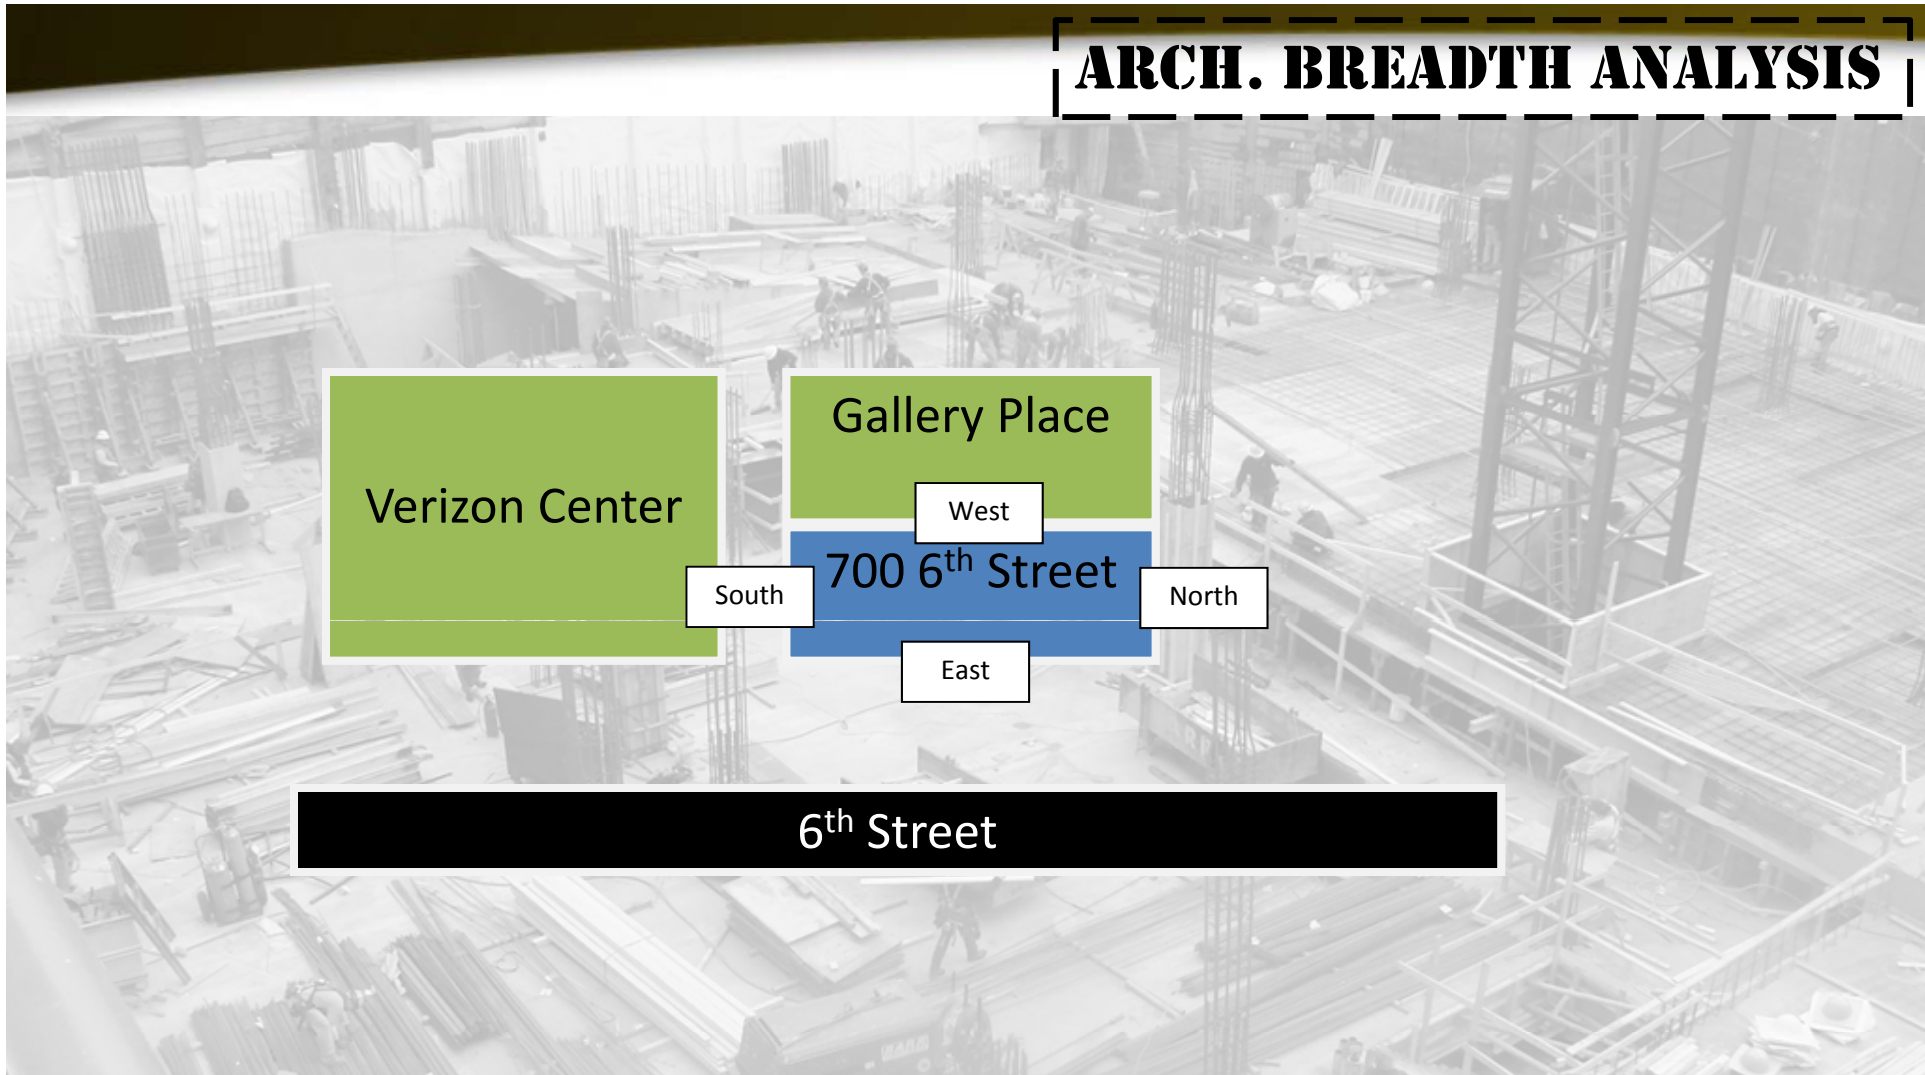 ARCH. BREADTH ANALYSIS
Gallery Place
Verizon Center
West
700 6th Street
South
North
East
6th Street